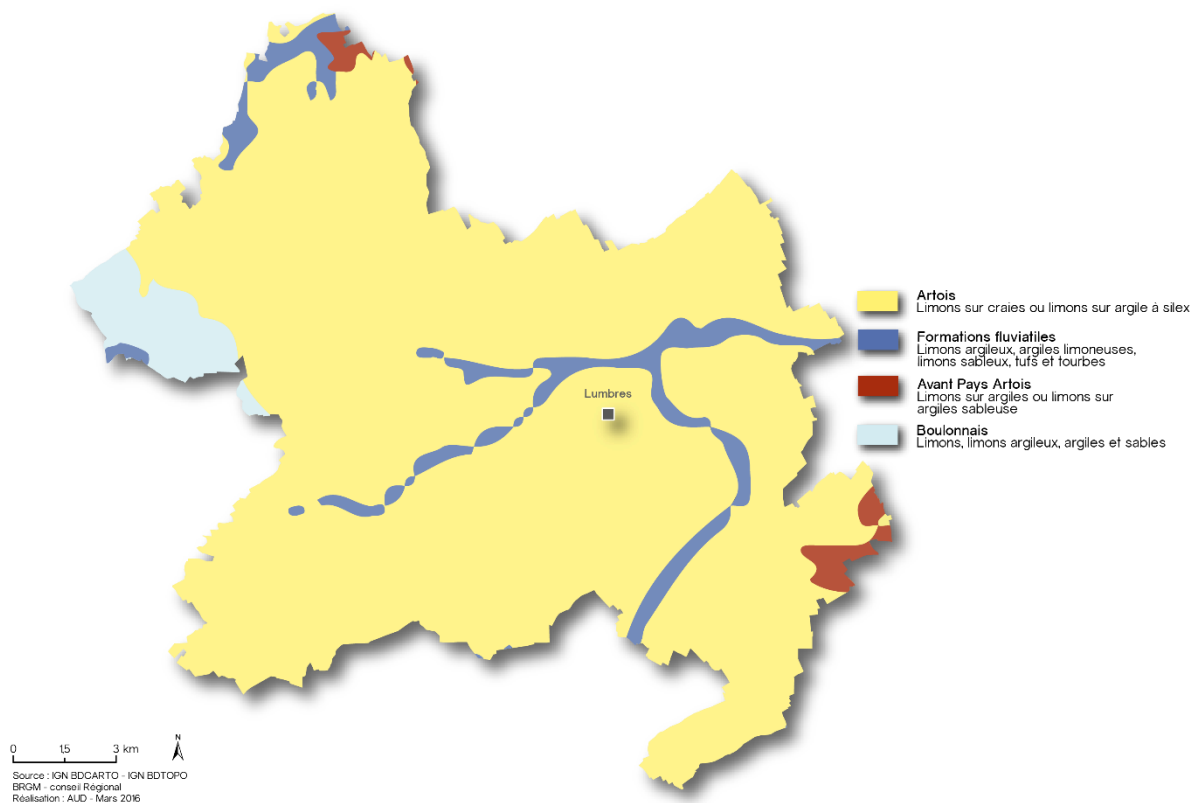 Lumbres
Artois
Limons sur craies ou limons sur argile à silex
Formations fluviatiles
Limons argileux, argiles limoneuses,
limons sableux, tufs et tourbes
Avant Pays Artois
Limons sur argiles ou limons sur
argiles sableuse
Boulonnais
Limons, limons argileux, argiles et sables
0 1,5 3 km
N
Source : IGN BDCARTO - IGN BDTOPO
BRGM - conseil Régional
Réalisation : AUD - Mars 2016